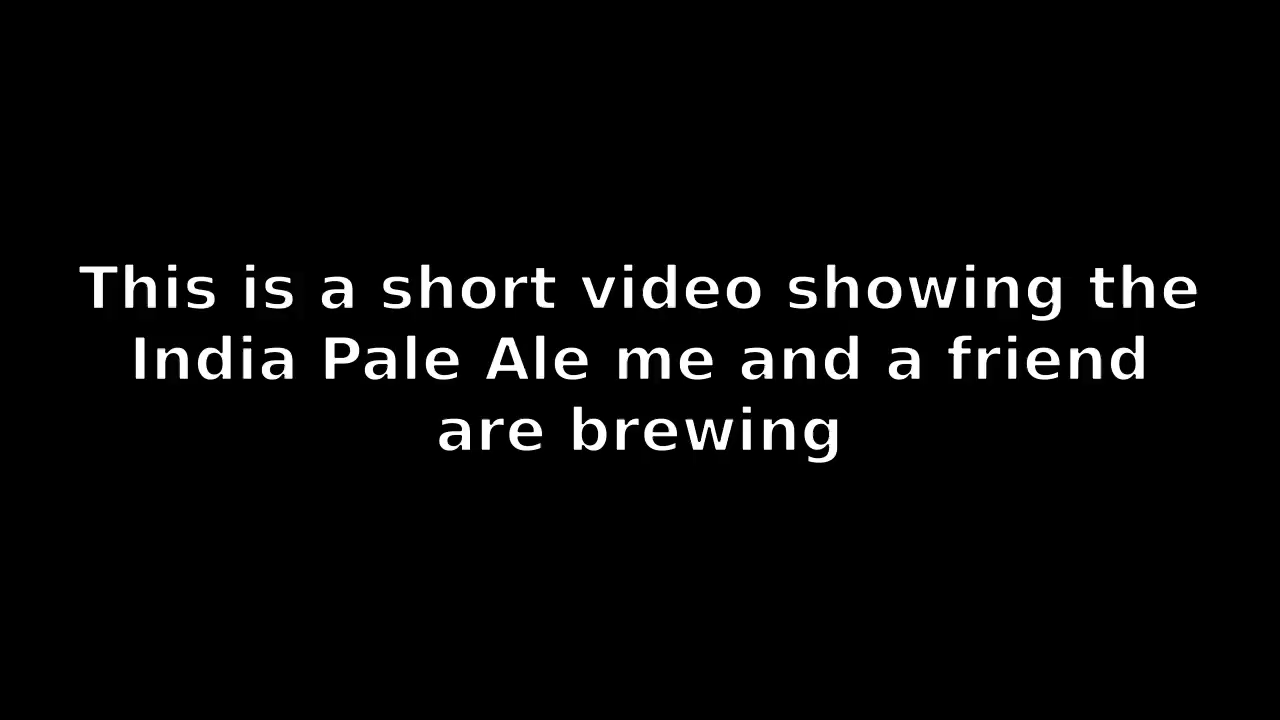 This is a short video showing the
India Pale Ale me and a friend
are brewing